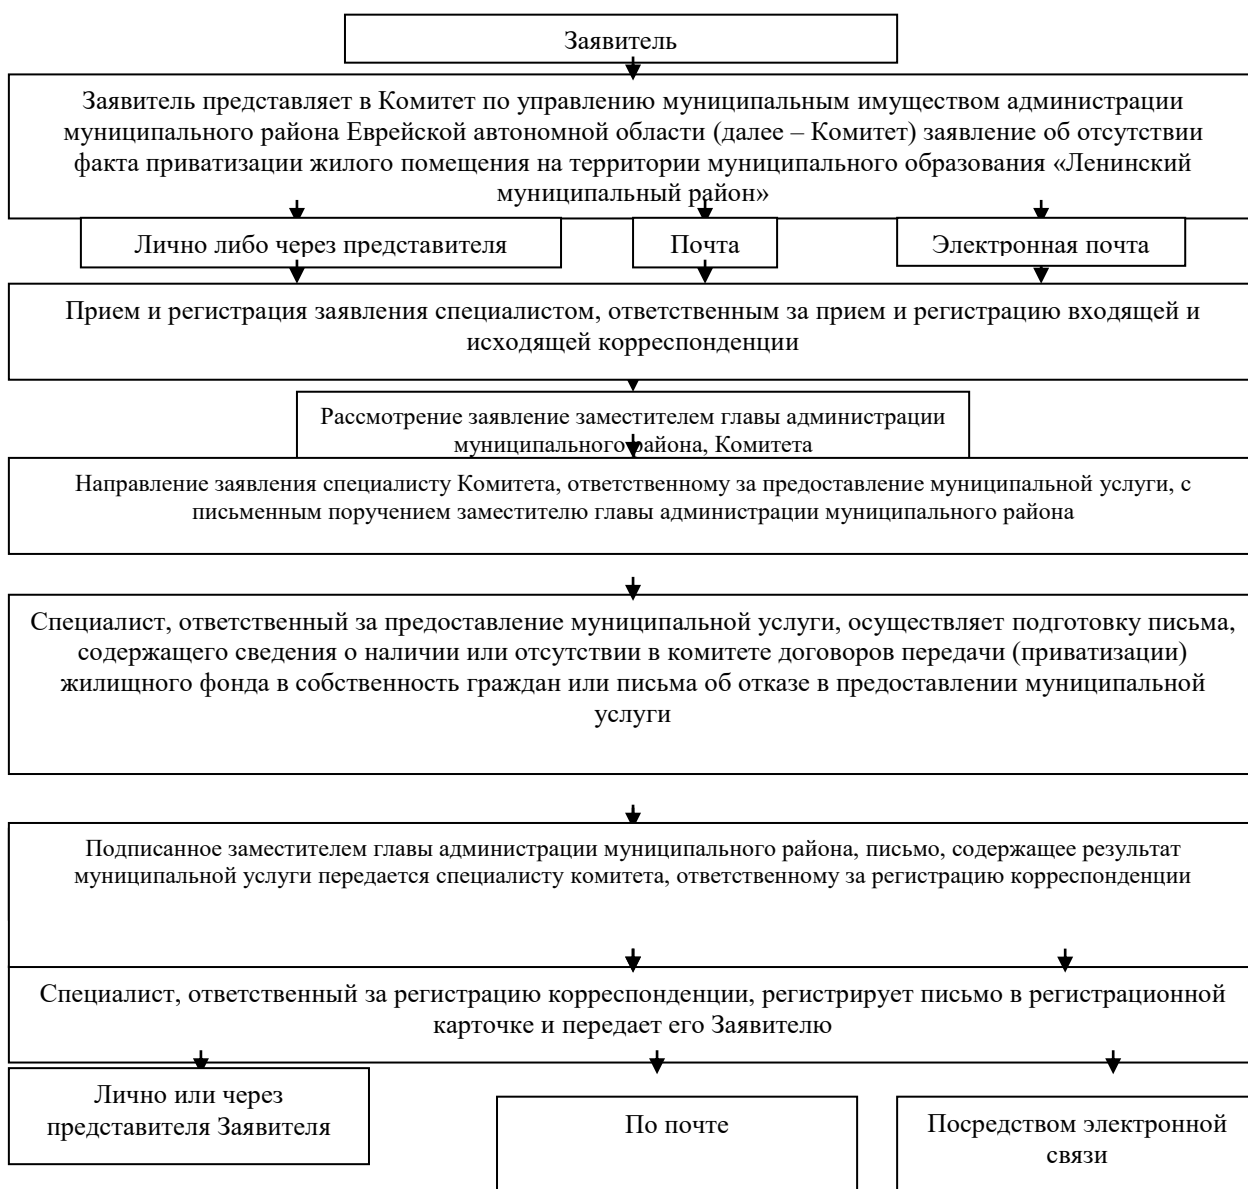 Заявитель
Заявитель представляет в Комитет по управлению муниципальным имуществом администрации
муниципального района Еврейской автономной области (далее – Комитет) заявление об отсутствии
факта приватизации жилого помещения на территории муниципального образования «Ленинский
муниципальный район»
Лично либо через представителя
Почта
Электронная почта
Прием и регистрация заявления специалистом, ответственным за прием и регистрацию входящей и
исходящей корреспонденции
Рассмотрение заявление заместителем главы администрации
муниципального района, Комитета
Направление заявления специалисту Комитета, ответственному за предоставление муниципальной услуги, с
письменным поручением заместителю главы администрации муниципального района
Специалист, ответственный за предоставление муниципальной услуги, осуществляет подготовку письма,
содержащего сведения о наличии или отсутствии в комитете договоров передачи (приватизации)
жилищного фонда в собственность граждан или письма об отказе в предоставлении муниципальной
услуги
Подписанное заместителем главы администрации муниципального района, письмо, содержащее результат
муниципальной услуги передается специалисту комитета, ответственному за регистрацию корреспонденции
Специалист, ответственный за регистрацию корреспонденции, регистрирует письмо в регистрационной
карточке и передает его Заявителю
Лично или через
представителя Заявителя
По почте
Посредством электронной
связи